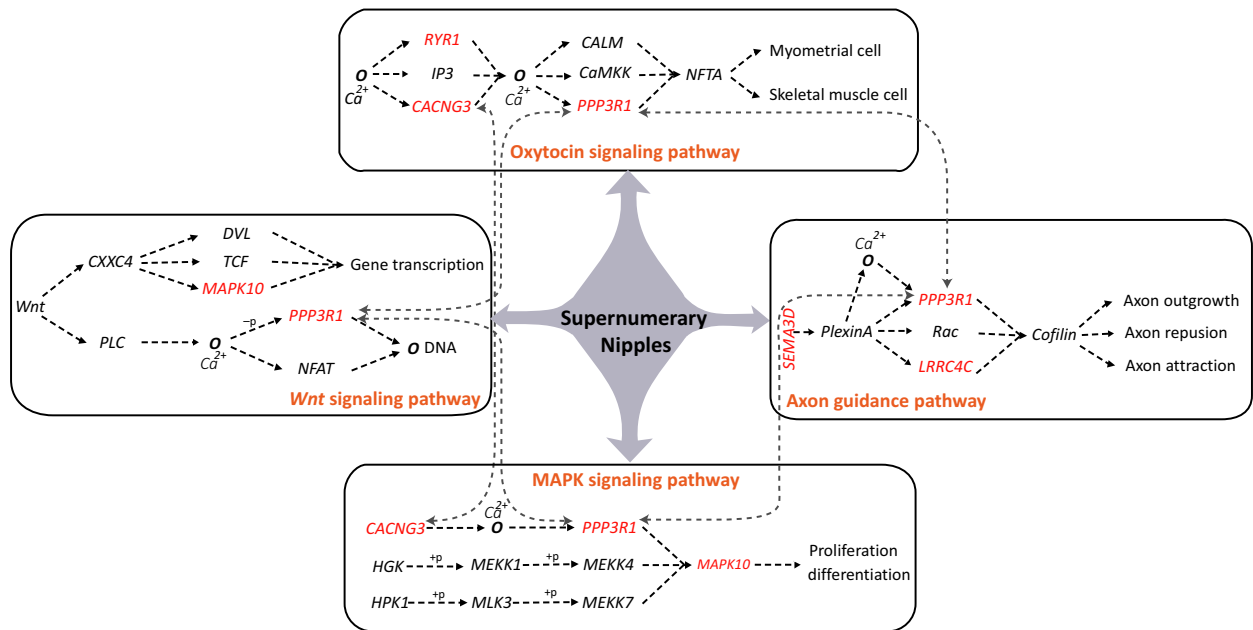 RYR1
CALM
Myometrial cell
O
IP3
O
CaMKK
NFTA
Ca2+
Ca2+
CACNG3
PPP3R1
Skeletal muscle cell
Oxytocin signaling pathway
DVL
CXXC4
TCF
Gene transcription
MAPK10
Wnt
–p
PPP3R1
PLC
O
O DNA
Ca2+
NFAT
Wnt signaling pathway
Supernumerary
Nipples
Ca2+
O
PPP3R1
Axon outgrowth
SEMA3D
PlexinA
Rac
Cofilin
Axon repusion
LRRC4C
Axon attraction
Axon guidance pathway
MAPK signaling pathway
Ca2+
CACNG3
O
PPP3R1
HGK
+p
MEKK1
+p
MEKK4
MAPK10
Proliferation
differentiation
HPK1
+p
MLK3
+p
MEKK7